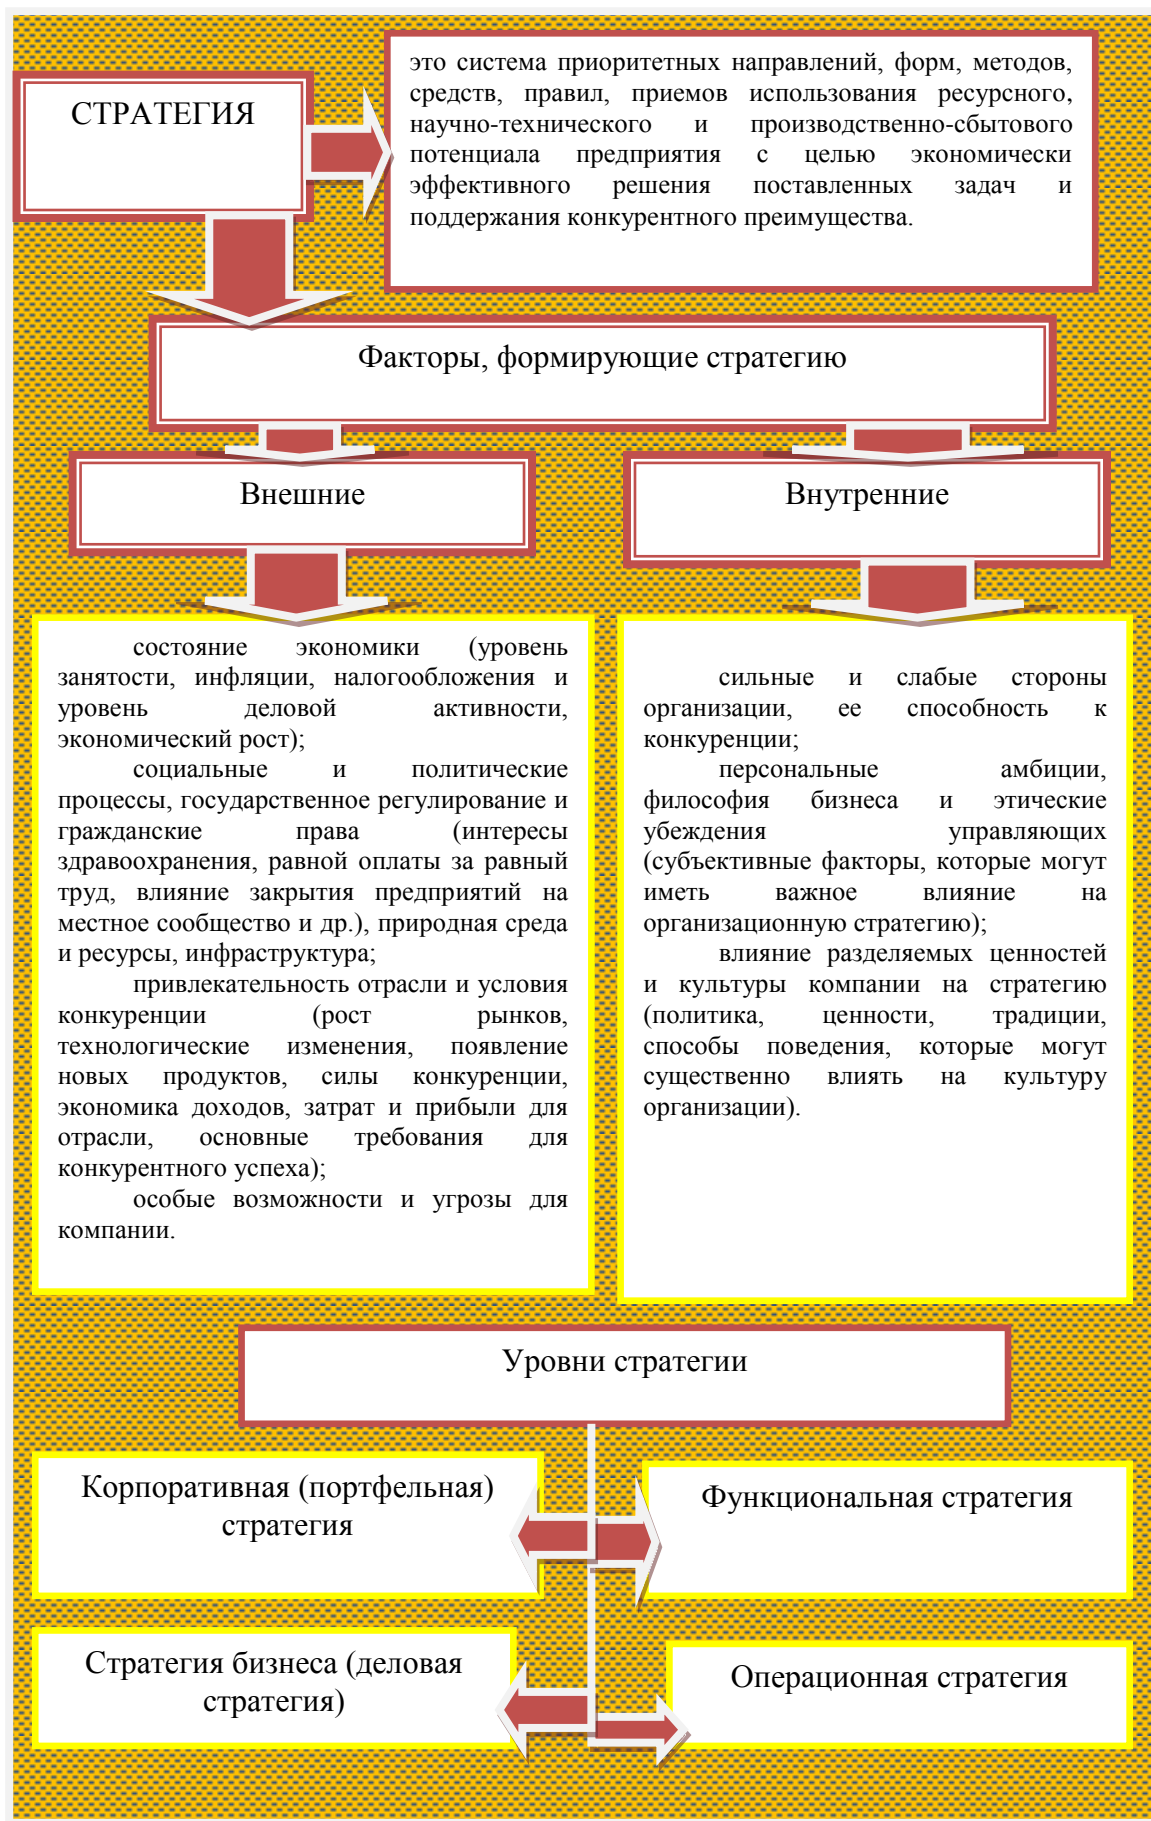 СТРАТЕГИЯ
это система приоритетных направлений, форм, методов,
средств, правил, приемов использования ресурсного,
научно-технического и производственно-сбытового
потенциала предприятия с целью экономически
эффективного решения поставленных задач и
поддержания конкурентного преимущества.
Факторы, формирующие стратегию
Внешние
Внутренние
состояние экономики (уровень
занятости, инфляции, налогообложения и
уровень деловой активности,
экономический рост);
социальные и политические
процессы, государственное регулирование и
гражданские права (интересы
здравоохранения, равной оплаты за равный
труд, влияние закрытия предприятий на
местное сообщество и др.), природная среда
и ресурсы, инфраструктура;
привлекательность отрасли и условия
конкуренции (рост рынков,
технологические изменения, появление
новых продуктов, силы конкуренции,
экономика доходов, затрат и прибыли для
отрасли, основные требования для
конкурентного успеха);
особые возможности и угрозы для
компании.
сильные и слабые стороны
организации, ее способность к
конкуренции;
персональные амбиции,
философия бизнеса и этические
убеждения управляющих
(субъективные факторы, которые могут
иметь важное влияние на
организационную стратегию);
влияние разделяемых ценностей
и культуры компании на стратегию
(политика, ценности, традиции,
способы поведения, которые могут
существенно влиять на культуру
организации).
Уровни стратегии
Корпоративная (портфельная)
стратегия
Функциональная стратегия
Стратегия бизнеса (деловая
стратегия)
Операционная стратегия